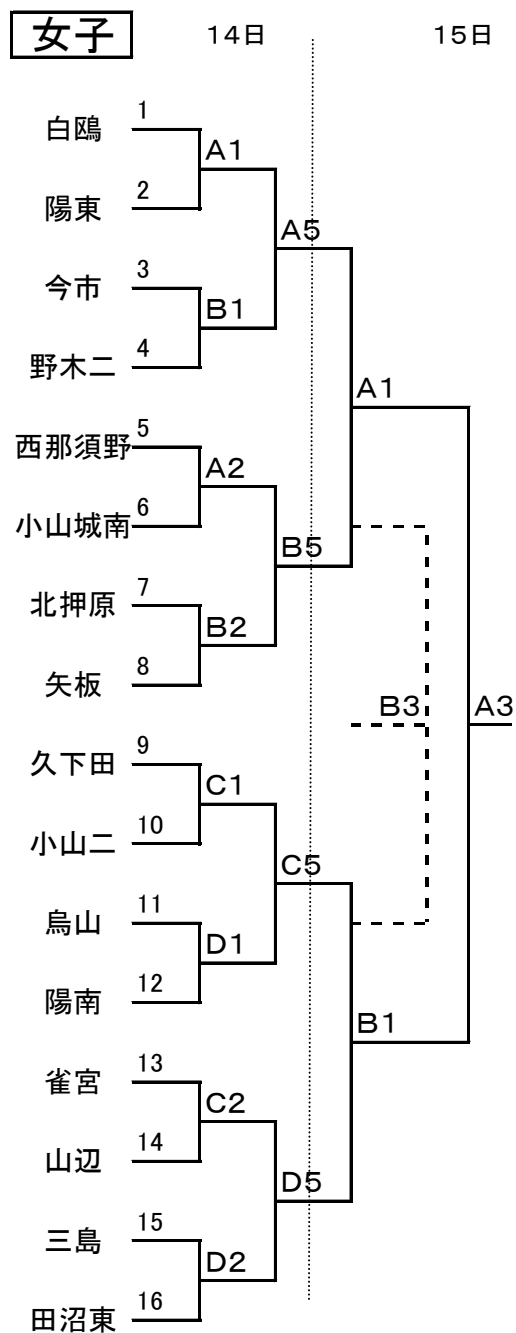 女子 14日 15日
1
白鴎
A1
2
陽東
A5
3
今市
B1
4
野木二
A1
5
西那須野
A2
6
小山城南
B5
7
北押原
B2
8
矢板
B3 A3
9
久下田
C1
10
小山二
C5
11
烏山
D1
12
陽南
B1
13
雀宮
C2
14
山辺
D5
15
三島
D2
16
田沼東